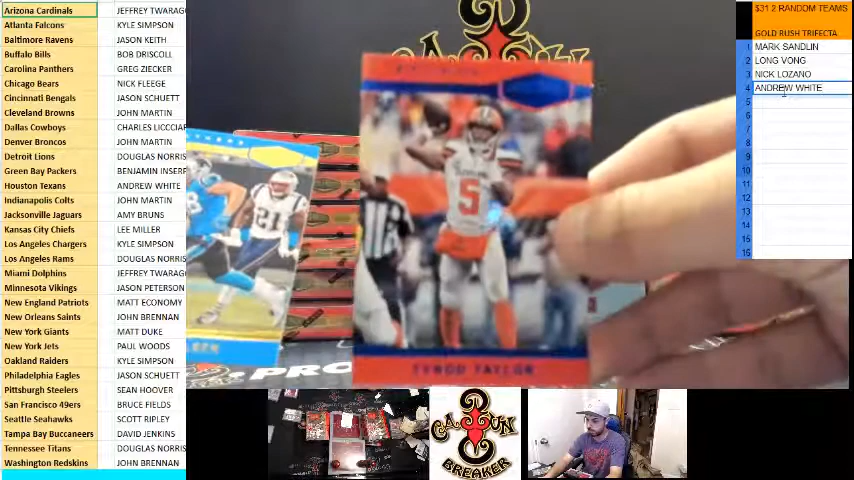 Arizona Cardinals JEFFREY TWARAG
Atlanta Falcons KYLE SIMPSON
Baltimore Ravens JASON KEITH
Buffalo Bills BOB DRISCOLL
Carolina Panthers GREG ZIECKER
Chicago Bears NICK FLEEGE
Cincinnati Bengals JASON SCHUETT
Cleveland Browns JOHN MARTIN
Dallas Cowboys CHARLES LICCCIAR
Denver Broncos JOHN MARTIN
Detroit Lions DOUGLAS NORRIS
Green Bay Packers BENJAMIN INSERR
Houston Texans ANDREW WHITE
Indianapolis Colts JOHN MARTIN
Jacksonville Jaguars AMY BRUNS
Kansas City Chiefs LEE MILLER
Los Angeles Chargers KYLE SIMPSON
Los Angeles Rams DOUGLAS NORRIS
Miami Dolphins JEFFREY TWARAG
Minnesota Vikings JASON PETERSON
New England Patriots MATT ECONOMY
New Orleans Saints JOHN BRENNAN
New York Giants MATT DUKE
New York Jets PAUL WOODS
Oakland Raiders KYLE SIMPSON
Philadelphia Eagles JASON SCHUETT
Pittsburgh Steelers SEAN HOOVER
San Francisco 49ers BRUCE FIELDS
Seattle Seahawks SCOTT RIPLEY
Tampa Bay Buccaneers DAVID JENKINS
Tennessee Titans DOUGLAS NORRIS
Washington Redskins JOHN BRENNAN
21
5
TYROD TAYLOR
PRO
CAJUN
BREAKER
$31 2 RANDOM TEAMS
GOLD RUSH TRIFECTA
1 MARK SANDLIN
2 LONG VONG
3 NICK LOZANO
4 ANDREW WHITE
5
6
7
8
9
10
11
12
13
14
15
16